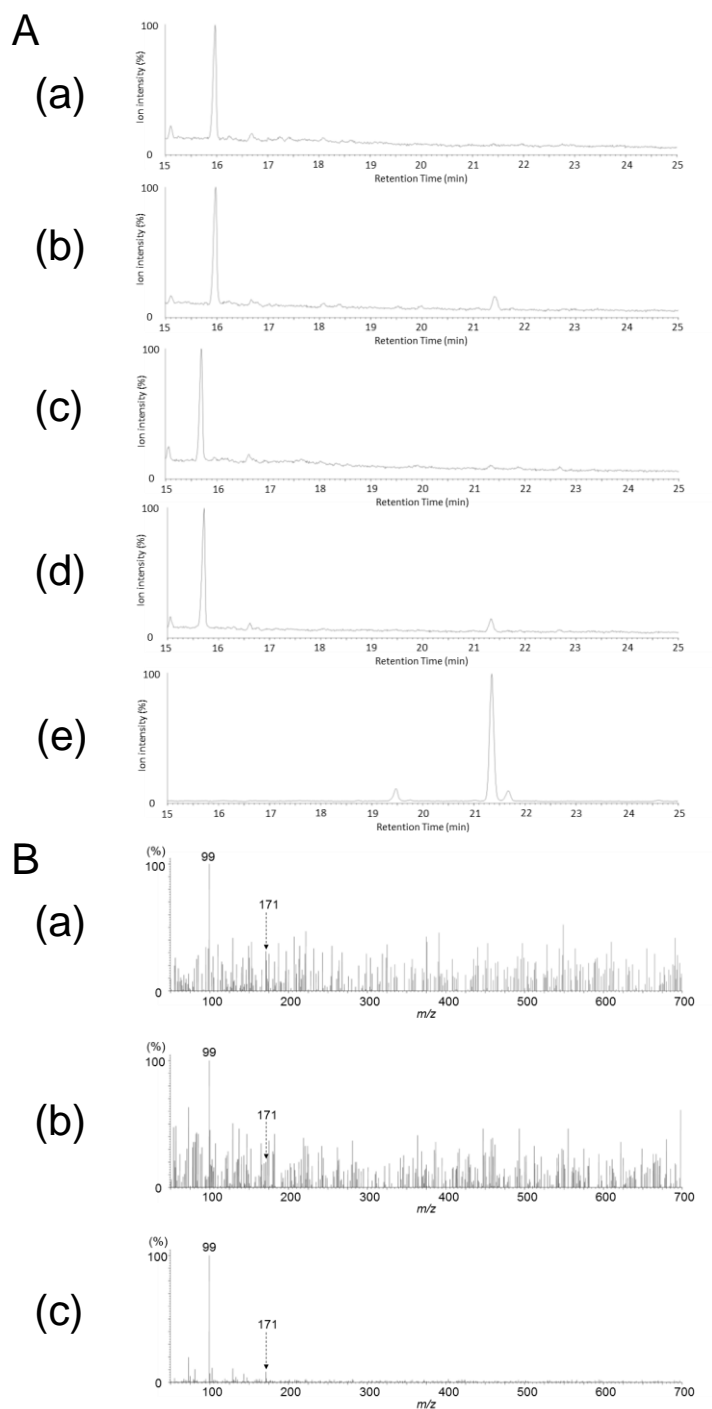 A
(a)
100
Ion intensity (%)
0
15 16 17 18 19 20 21 22 23 24 25
Retention Time (min)
(b)
100
Ion intensity (%)
0
15 16 17 18 19 20 21 22 23 24 25
Retention Time (min)
(c)
100
Ion intensity (%)
0
15 16 17 18 19 20 21 22 23 24 25
Retention Time (min)
(d)
100
Ion intensity (%)
0
15 16 17 18 19 20 21 22 23 24 25
Retention Time (min)
(e)
100
Ion intensity (%)
0
15 16 17 18 19 20 21 22 23 24 25
Retention Time (min)
B
(a)
(%)
100
99
171
0
100 200 300 400 500 600 700
m/z
(b)
(%)
100
99
171
0
100 200 300 400 500 600 700
m/z
(c)
(%)
100
99
171
0
100 200 300 400 500 600 700
m/z